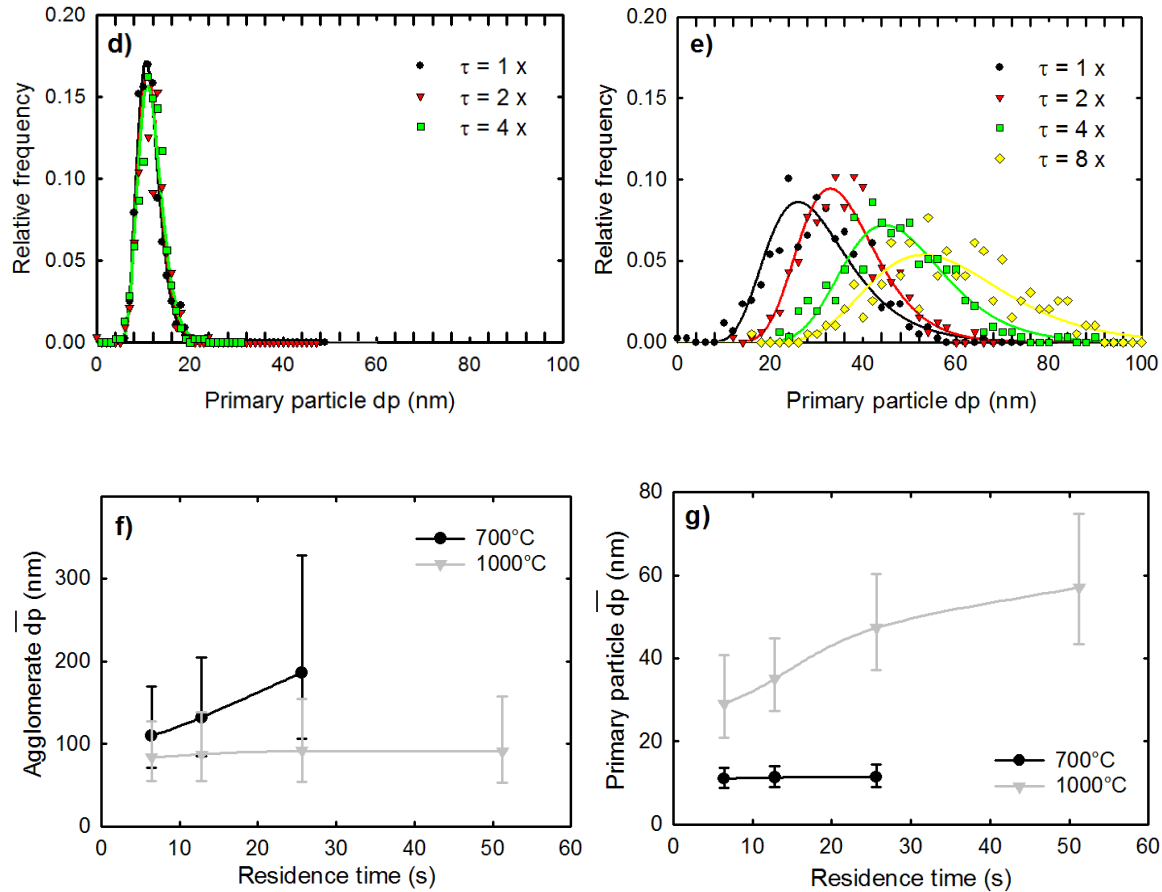 d)
0.20
0.15
0.10
0.05
0.00
Relative frequency
τ = 1 x
τ = 2 x
τ = 4 x
0 20 40 60 80 100
Primary particle dp (nm)
e)
0.20
0.15
0.10
0.05
0.00
Relative frequency
τ = 1 x
τ = 2 x
τ = 4 x
τ = 8 x
0 20 40 60 80 100
Primary particle dp (nm)
f)
300
200
100
0
Agglomerate d̅p̅ (nm)
700°C
1000°C
0 10 20 30 40 50 60
Residence time (s)
g)
80
60
40
20
0
Primary particle d̅p̅ (nm)
700°C
1000°C
0 10 20 30 40 50 60
Residence time (s)